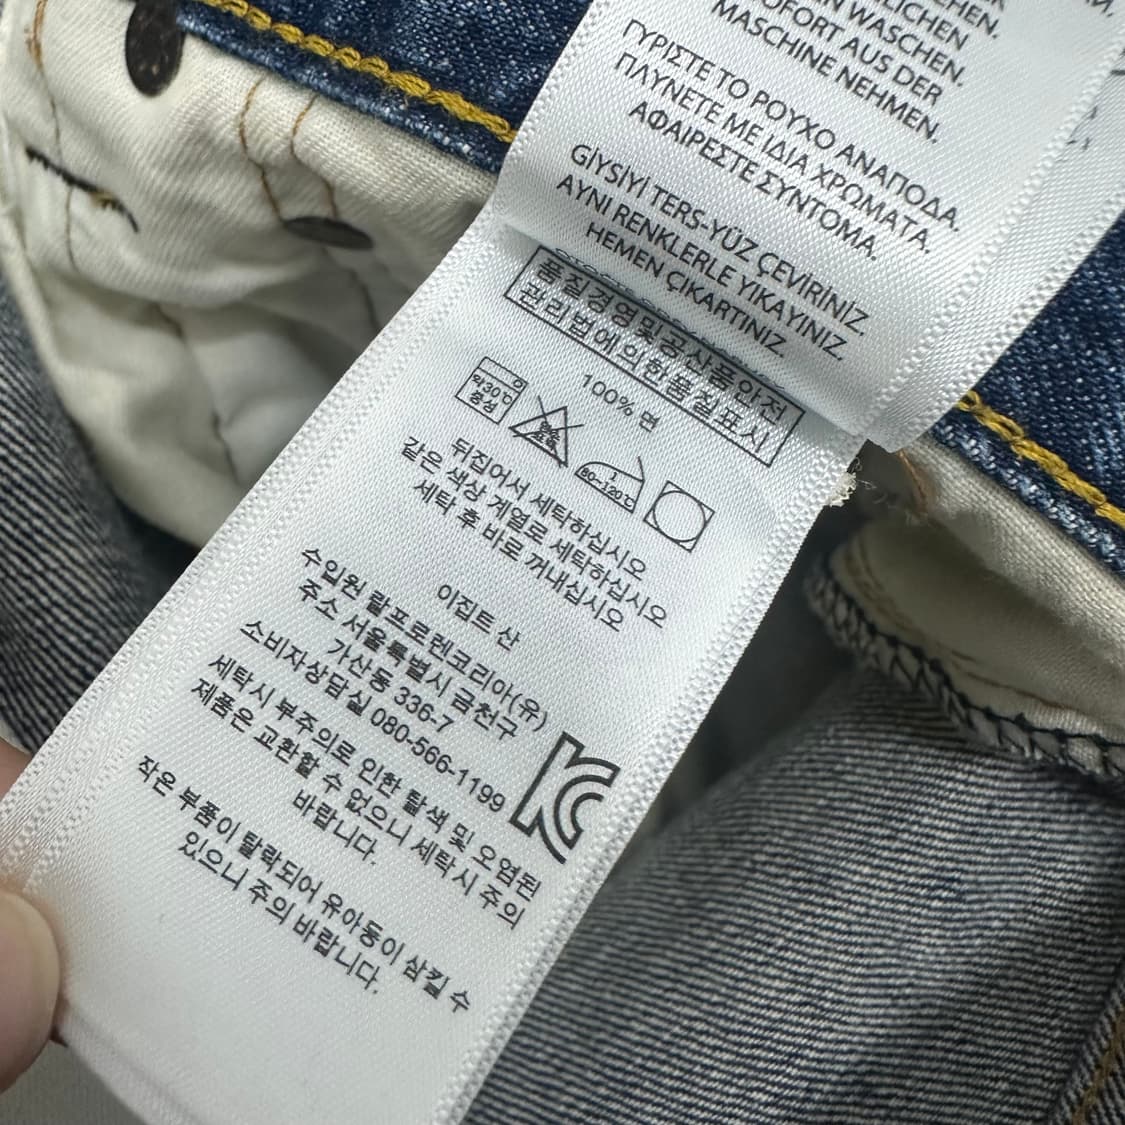 LICHEN
WASCHEN.
SOFORT AUS DER
MASCHINE NEHMEN.
ΓΥΡΙΣΤΕ ΤΟ ΡΟΥΧΟ ΑΝΑΠΟΔΑ.
ΠΛΥΝΕΤΕ ΜΕ ΙΔΙΑ ΧΡΩΜΑΤΑ.
ΑΦΑΙΡΕΣΤΕ ΣΥΝΤΟΜΑ.
GİYSİYİ TERS-YÜZ ÇEVİRİNİZ.
AYNI RENKLERLE YIKAYINIZ.
HEMEN ÇIKARTINIZ.
품질경영및공산품안전
관리법에의한품질표시
100% 면
약30℃
중성
80~120℃
뒤집어서 세탁하십시오
같은 색상 계열로 세탁하십시오
세탁 후 바로 꺼내십시오
이집트 산
수입원 랄프로렌코리아(유)
주소 서울특별시 금천구
가산동 336-7
소비자상담실 080-566-1199
세탁시 부주의로 인한 탈색 및 오염된
제품은 교환할 수 없으니 세탁시 주의
바랍니다.
작은 부품이 탈락되어 유아동이 삼킬 수
있으니 주의 바랍니다.